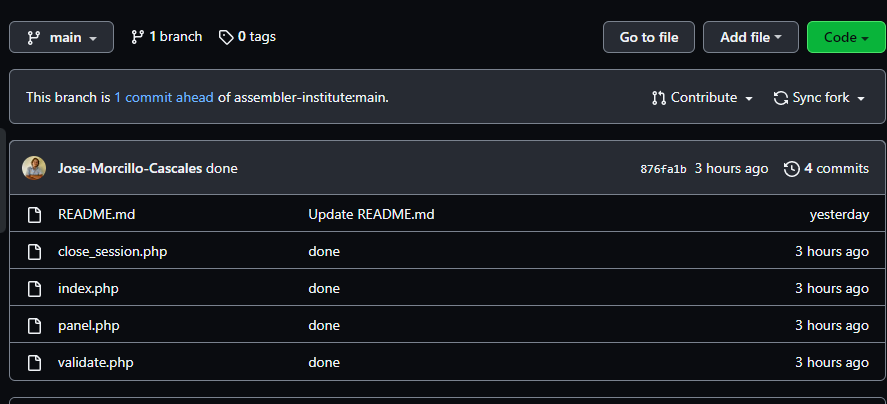 main 1 branch 0 tags Go to file Add file Code
This branch is 1 commit ahead of assembler-institute:main. Contribute Sync fork
Jose-Morcillo-Cascales done 876fa1b 3 hours ago 4 commits
README.md Update README.md yesterday
close_session.php done 3 hours ago
index.php done 3 hours ago
panel.php done 3 hours ago
validate.php done 3 hours ago